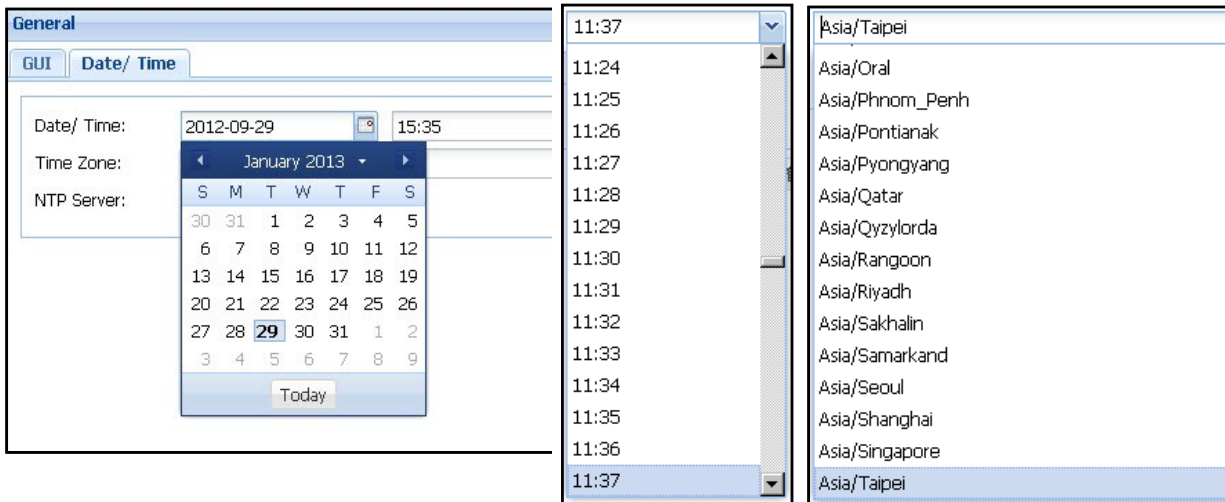 General
GUI Date/ Time
Date/ Time: 2012-09-29 15:35
Time Zone:
NTP Server:
January 2013
S M T W T F S
30 31 1 2 3 4 5
6 7 8 9 10 11 12
13 14 15 16 17 18 19
20 21 22 23 24 25 26
27 28 29 30 31 1 2
3 4 5 6 7 8 9
Today
11:37
11:24
11:25
11:26
11:27
11:28
11:29
11:30
11:31
11:32
11:33
11:34
11:35
11:36
11:37
Asia/Taipei
Asia/Oral
Asia/Phnom_Penh
Asia/Pontianak
Asia/Pyongyang
Asia/Qatar
Asia/Qyzylorda
Asia/Rangoon
Asia/Riyadh
Asia/Sakhalin
Asia/Samarkand
Asia/Seoul
Asia/Shanghai
Asia/Singapore
Asia/Taipei